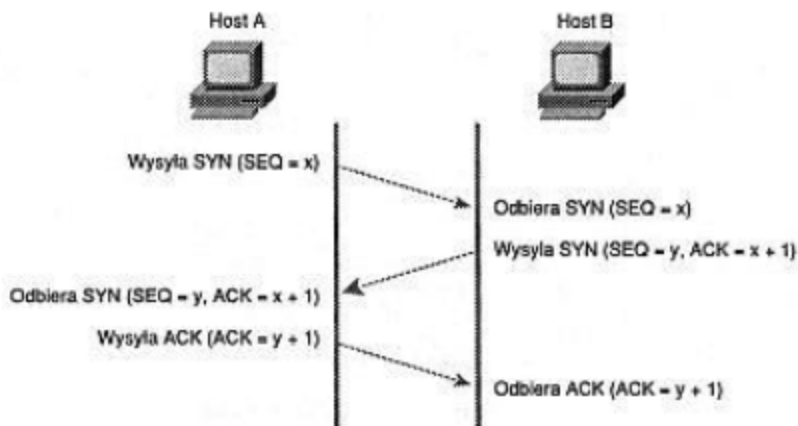 Host A
Host B
Wysyła SYN (SEQ = x)
Odbiera SYN (SEQ = x)
Wysyla SYN (SEQ = y, ACK = x + 1)
Odbiera SYN (SEQ = y, ACK = x + 1)
Wysyła ACK (ACK = y + 1)
Odbiera ACK (ACK = y + 1)